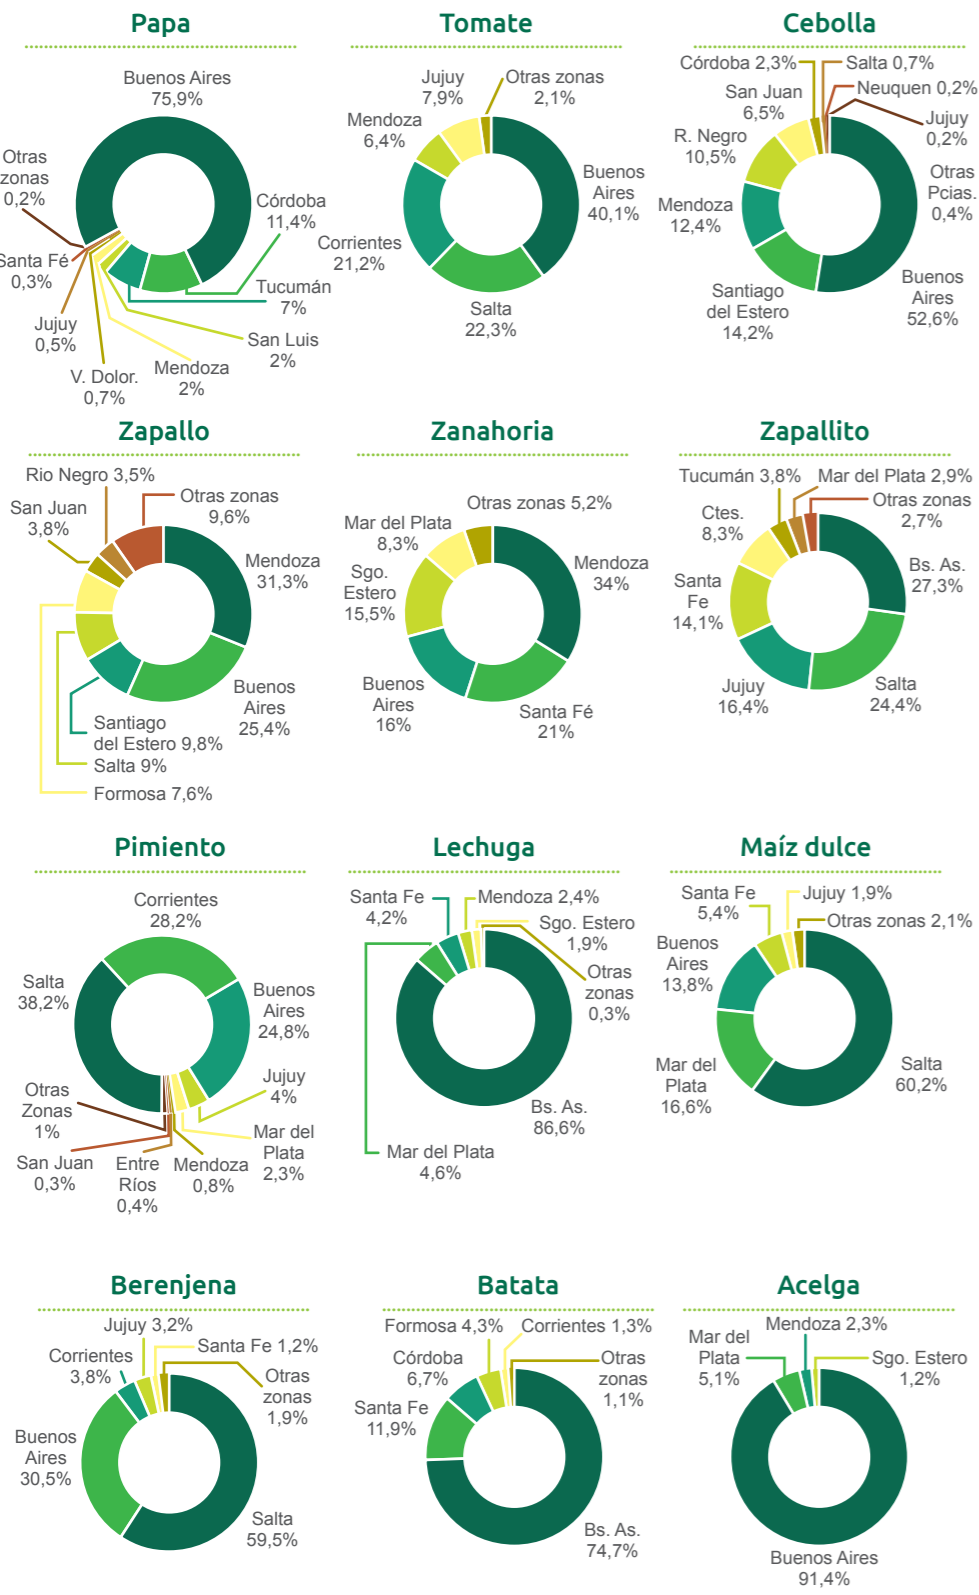 Papa
Buenos Aires
75,9%
Otras
zonas
0,2%
Córdoba
11,4%
Santa Fé
0,3%
Tucumán
7%
Jujuy
0,5%
San Luis
2%
V. Dolor.
0,7%
Mendoza
2%
Tomate
Jujuy
7,9%
Otras zonas
2,1%
Mendoza
6,4%
Buenos
Aires
40,1%
Corrientes
21,2%
Salta
22,3%
Cebolla
Córdoba 2,3%
Salta 0,7%
San Juan
6,5%
Neuquen 0,2%
Jujuy
0,2%
R. Negro
10,5%
Otras
Pcias.
0,4%
Mendoza
12,4%
Santiago
del Estero
14,2%
Buenos
Aires
52,6%
Zapallo
Rio Negro 3,5%
San Juan
3,8%
Otras zonas
9,6%
Mendoza
31,3%
Buenos
Aires
25,4%
Santiago
del Estero 9,8%
Salta 9%
Formosa 7,6%
Zanahoria
Otras zonas 5,2%
Mar del Plata
8,3%
Mendoza
34%
Sgo.
Estero
15,5%
Buenos
Aires
16%
Santa Fé
21%
Zapallito
Tucumán 3,8%
Mar del Plata 2,9%
Otras zonas
2,7%
Ctes.
8,3%
Bs. As.
27,3%
Santa
Fe
14,1%
Jujuy
16,4%
Salta
24,4%
Pimiento
Corrientes
28,2%
Salta
38,2%
Buenos
Aires
24,8%
Otras
Zonas
1%
Jujuy
4%
San Juan
0,3%
Entre
Ríos
0,4%
Mendoza
0,8%
Mar del
Plata
2,3%
Lechuga
Santa Fe
4,2%
Mendoza 2,4%
Sgo. Estero
1,9%
Otras
zonas
0,3%
Bs. As.
86,6%
Mar del Plata
4,6%
Maíz dulce
Santa Fe
5,4%
Jujuy 1,9%
Otras zonas 2,1%
Buenos
Aires
13,8%
Mar del
Plata
16,6%
Salta
60,2%
Berenjena
Jujuy 3,2%
Santa Fe 1,2%
Corrientes
3,8%
Otras
zonas
1,9%
Buenos
Aires
30,5%
Salta
59,5%
Batata
Formosa 4,3%
Corrientes 1,3%
Córdoba
6,7%
Otras
zonas
1,1%
Santa Fe
11,9%
Bs. As.
74,7%
Acelga
Mendoza 2,3%
Mar del
Plata
5,1%
Sgo. Estero
1,2%
Buenos Aires
91,4%